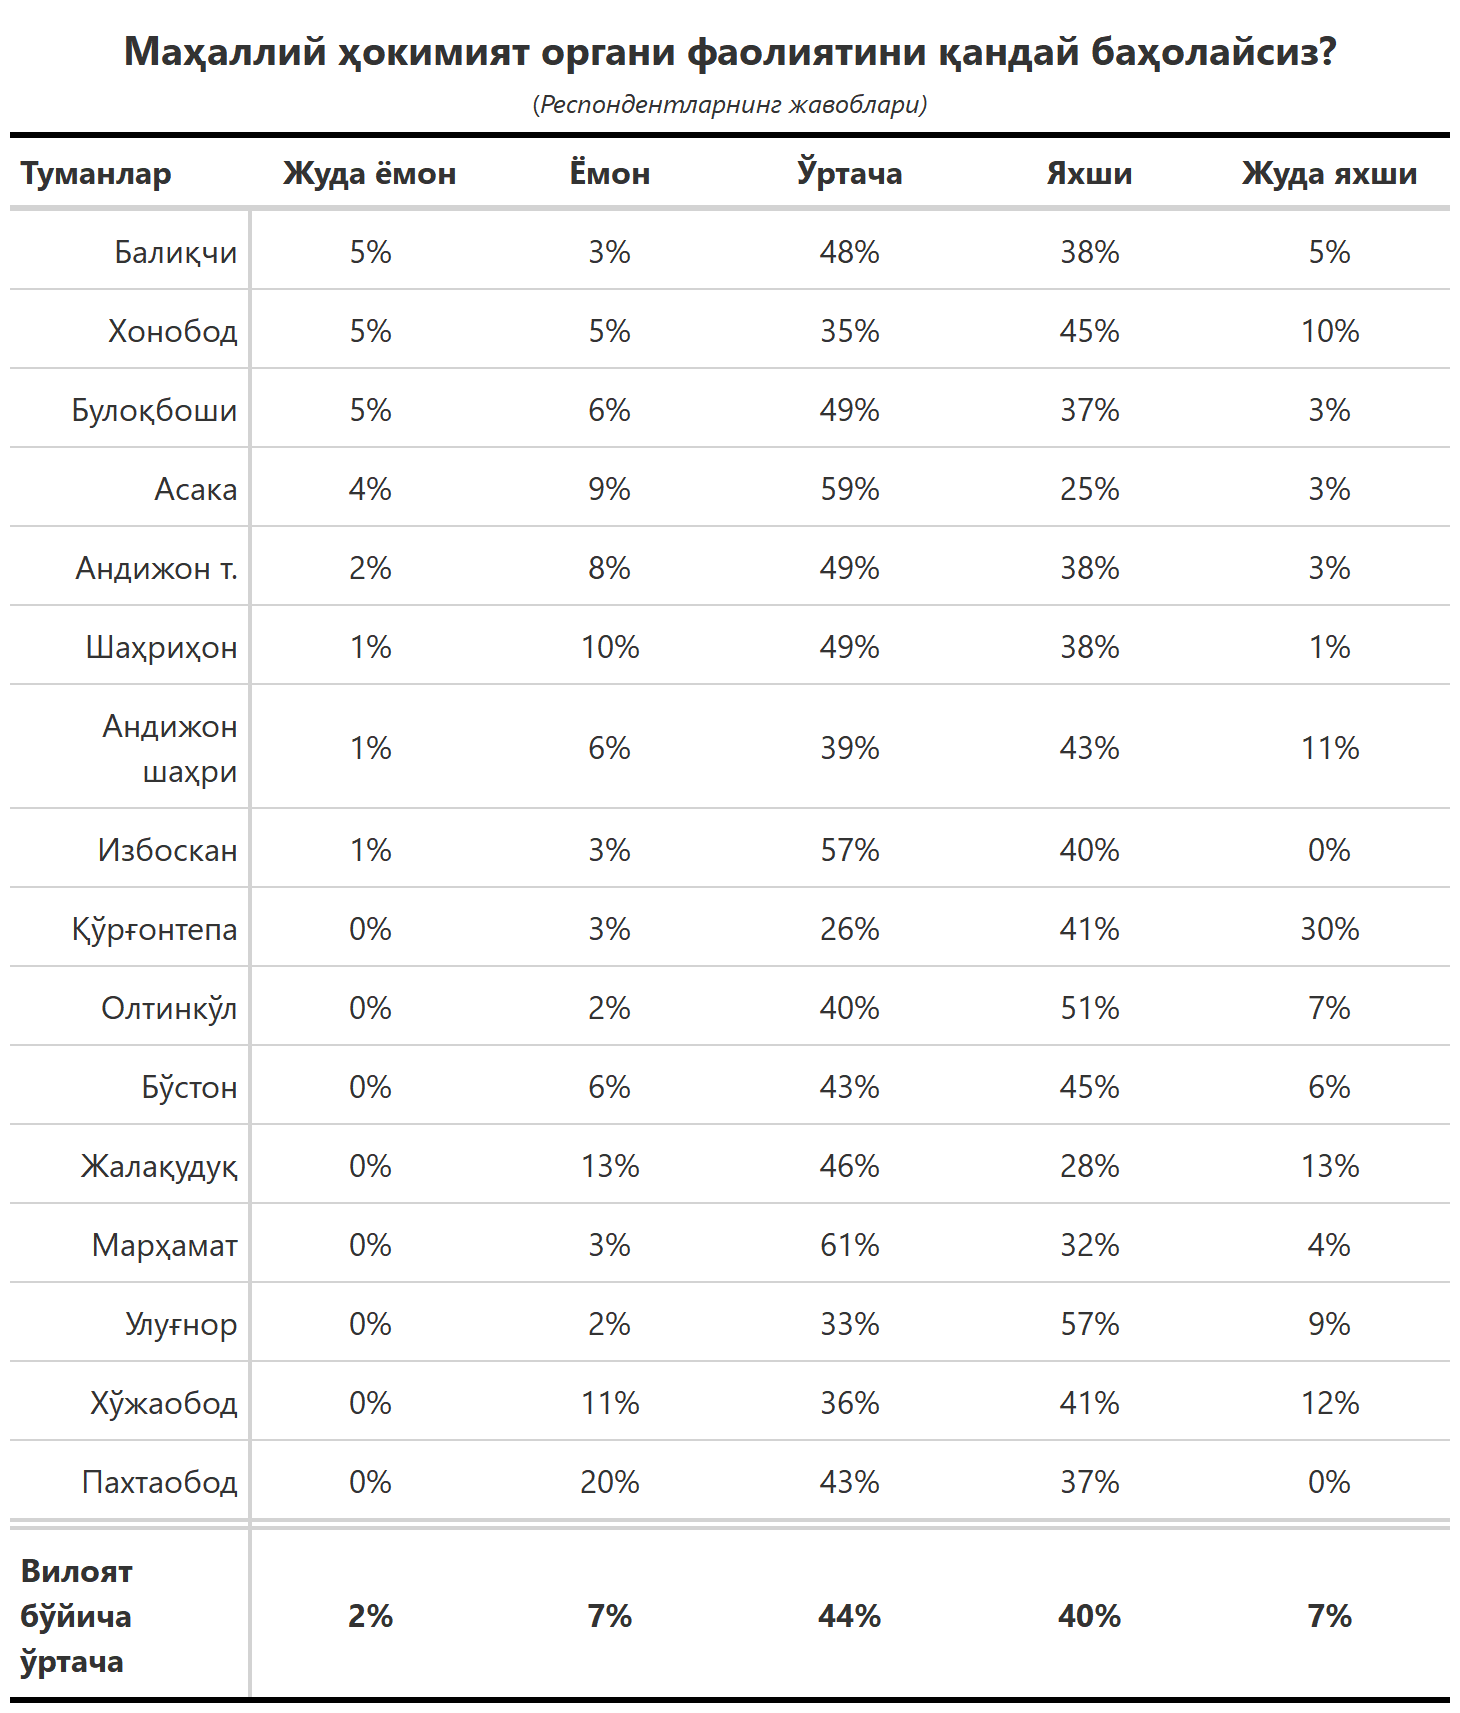 Маҳаллий ҳокимият органи фаолиятини қандай баҳолайсиз?
(Респондентларнинг жавоблари)
Туманлар Жуда ёмон Ёмон Ўртача Яхши Жуда яхши
Балиқчи 5% 3% 48% 38% 5%
Хонобод 5% 5% 35% 45% 10%
Булоқбоши 5% 6% 49% 37% 3%
Асака 4% 9% 59% 25% 3%
Андижон т. 2% 8% 49% 38% 3%
Шаҳриҳон 1% 10% 49% 38% 1%
Андижон
шаҳри 1% 6% 39% 43% 11%
Избоскан 1% 3% 57% 40% 0%
Қўрғонтепа 0% 3% 26% 41% 30%
Олтинкўл 0% 2% 40% 51% 7%
Бўстон 0% 6% 43% 45% 6%
Жалақудуқ 0% 13% 46% 28% 13%
Марҳамат 0% 3% 61% 32% 4%
Улуғнор 0% 2% 33% 57% 9%
Хўжаобод 0% 11% 36% 41% 12%
Пахтаобод 0% 20% 43% 37% 0%
Вилоят
бўйича 2% 7% 44% 40% 7%
ўртача